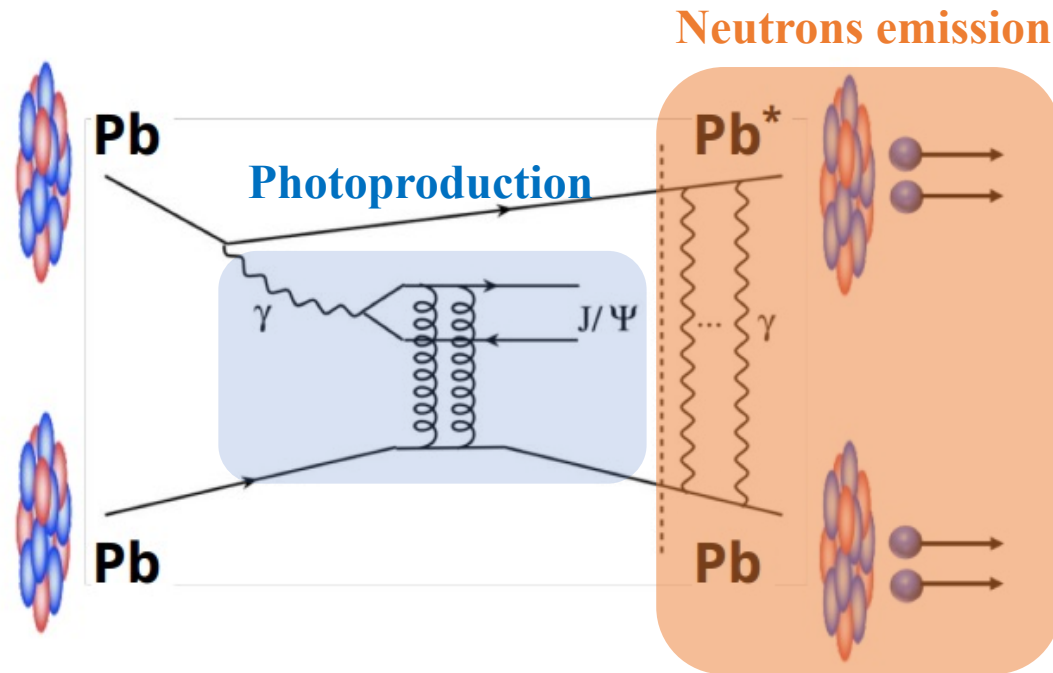 Neutrons emission
Pb
Pb*
Photoproduction
γ
J/Ψ
...
γ
Pb
Pb